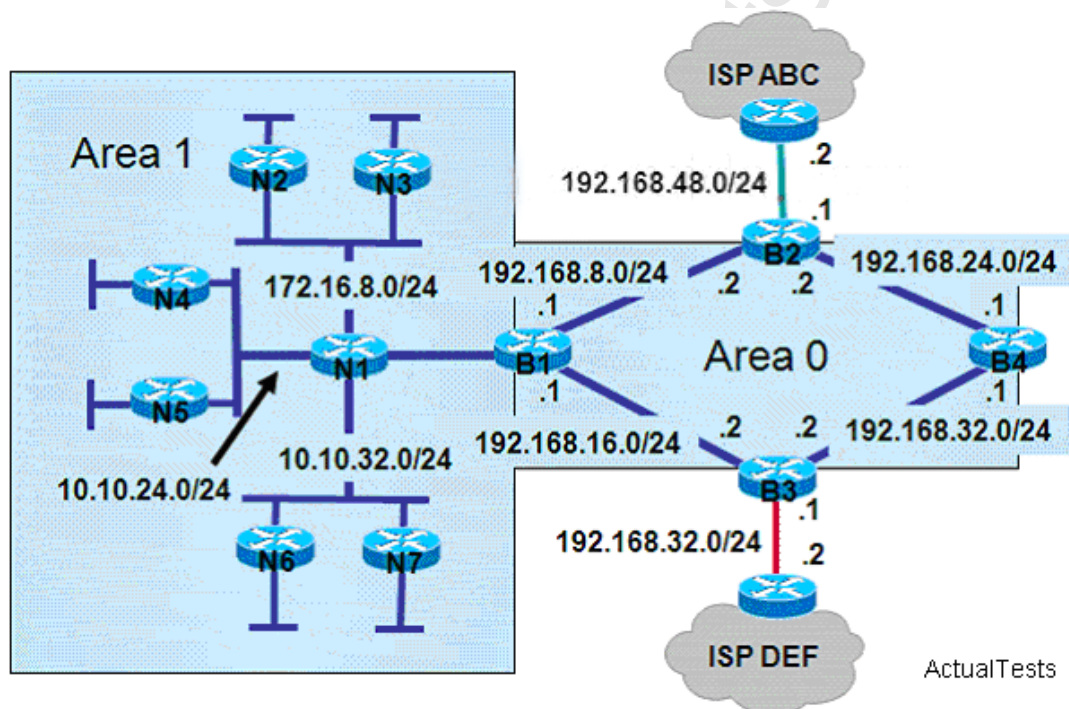 ISP ABC
Area 1
.2
192.168.48.0/24
.1
N2
N3
B2
172.16.8.0/24
192.168.8.0/24
192.168.24.0/24
N4
.2
.2
.1
.1
N1
B1
Area 0
B4
.1
.1
N5
192.168.16.0/24
.2
.2
192.168.32.0/24
10.10.32.0/24
10.10.24.0/24
B3
.1
192.168.32.0/24
.2
N6
N7
ISP DEF
ActualTests